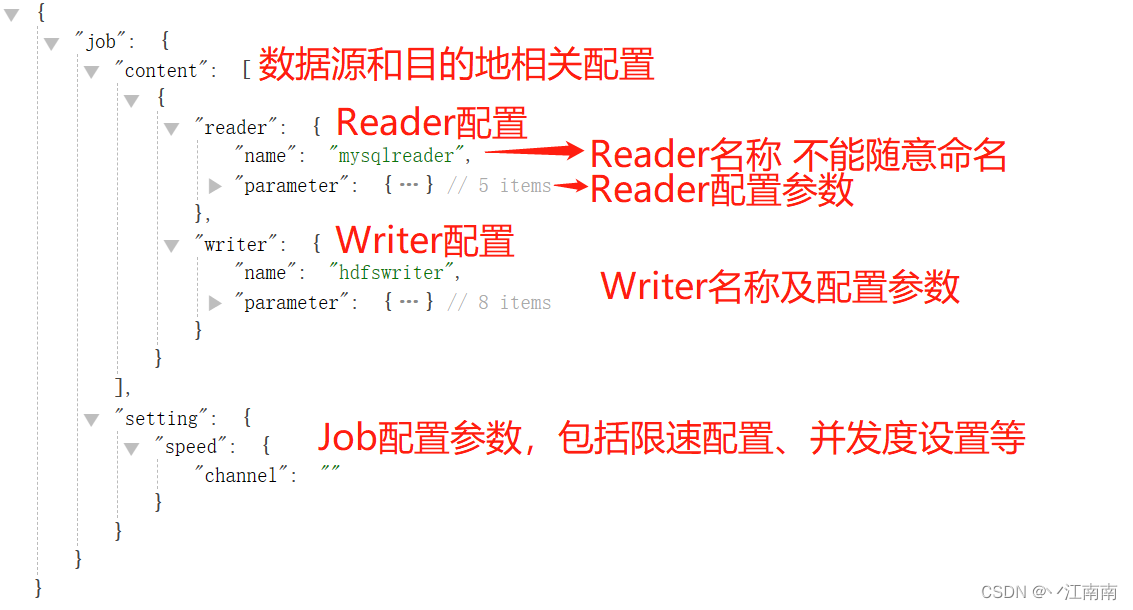 {
"job": {
"content": [ 数据源和目的地相关配置
{
"reader": { Reader配置
"name": "mysqlreader", Reader名称 不能随意命名
"parameter": { ··· } // 5 items Reader配置参数
},
"writer": { Writer配置
"name": "hdfswriter", Writer名称及配置参数
"parameter": { ··· } // 8 items
}
}
],
"setting": {
"speed": { Job配置参数，包括限速配置、并发度设置等
"channel": ""
}
}
}
}
CSDN @丷江南南